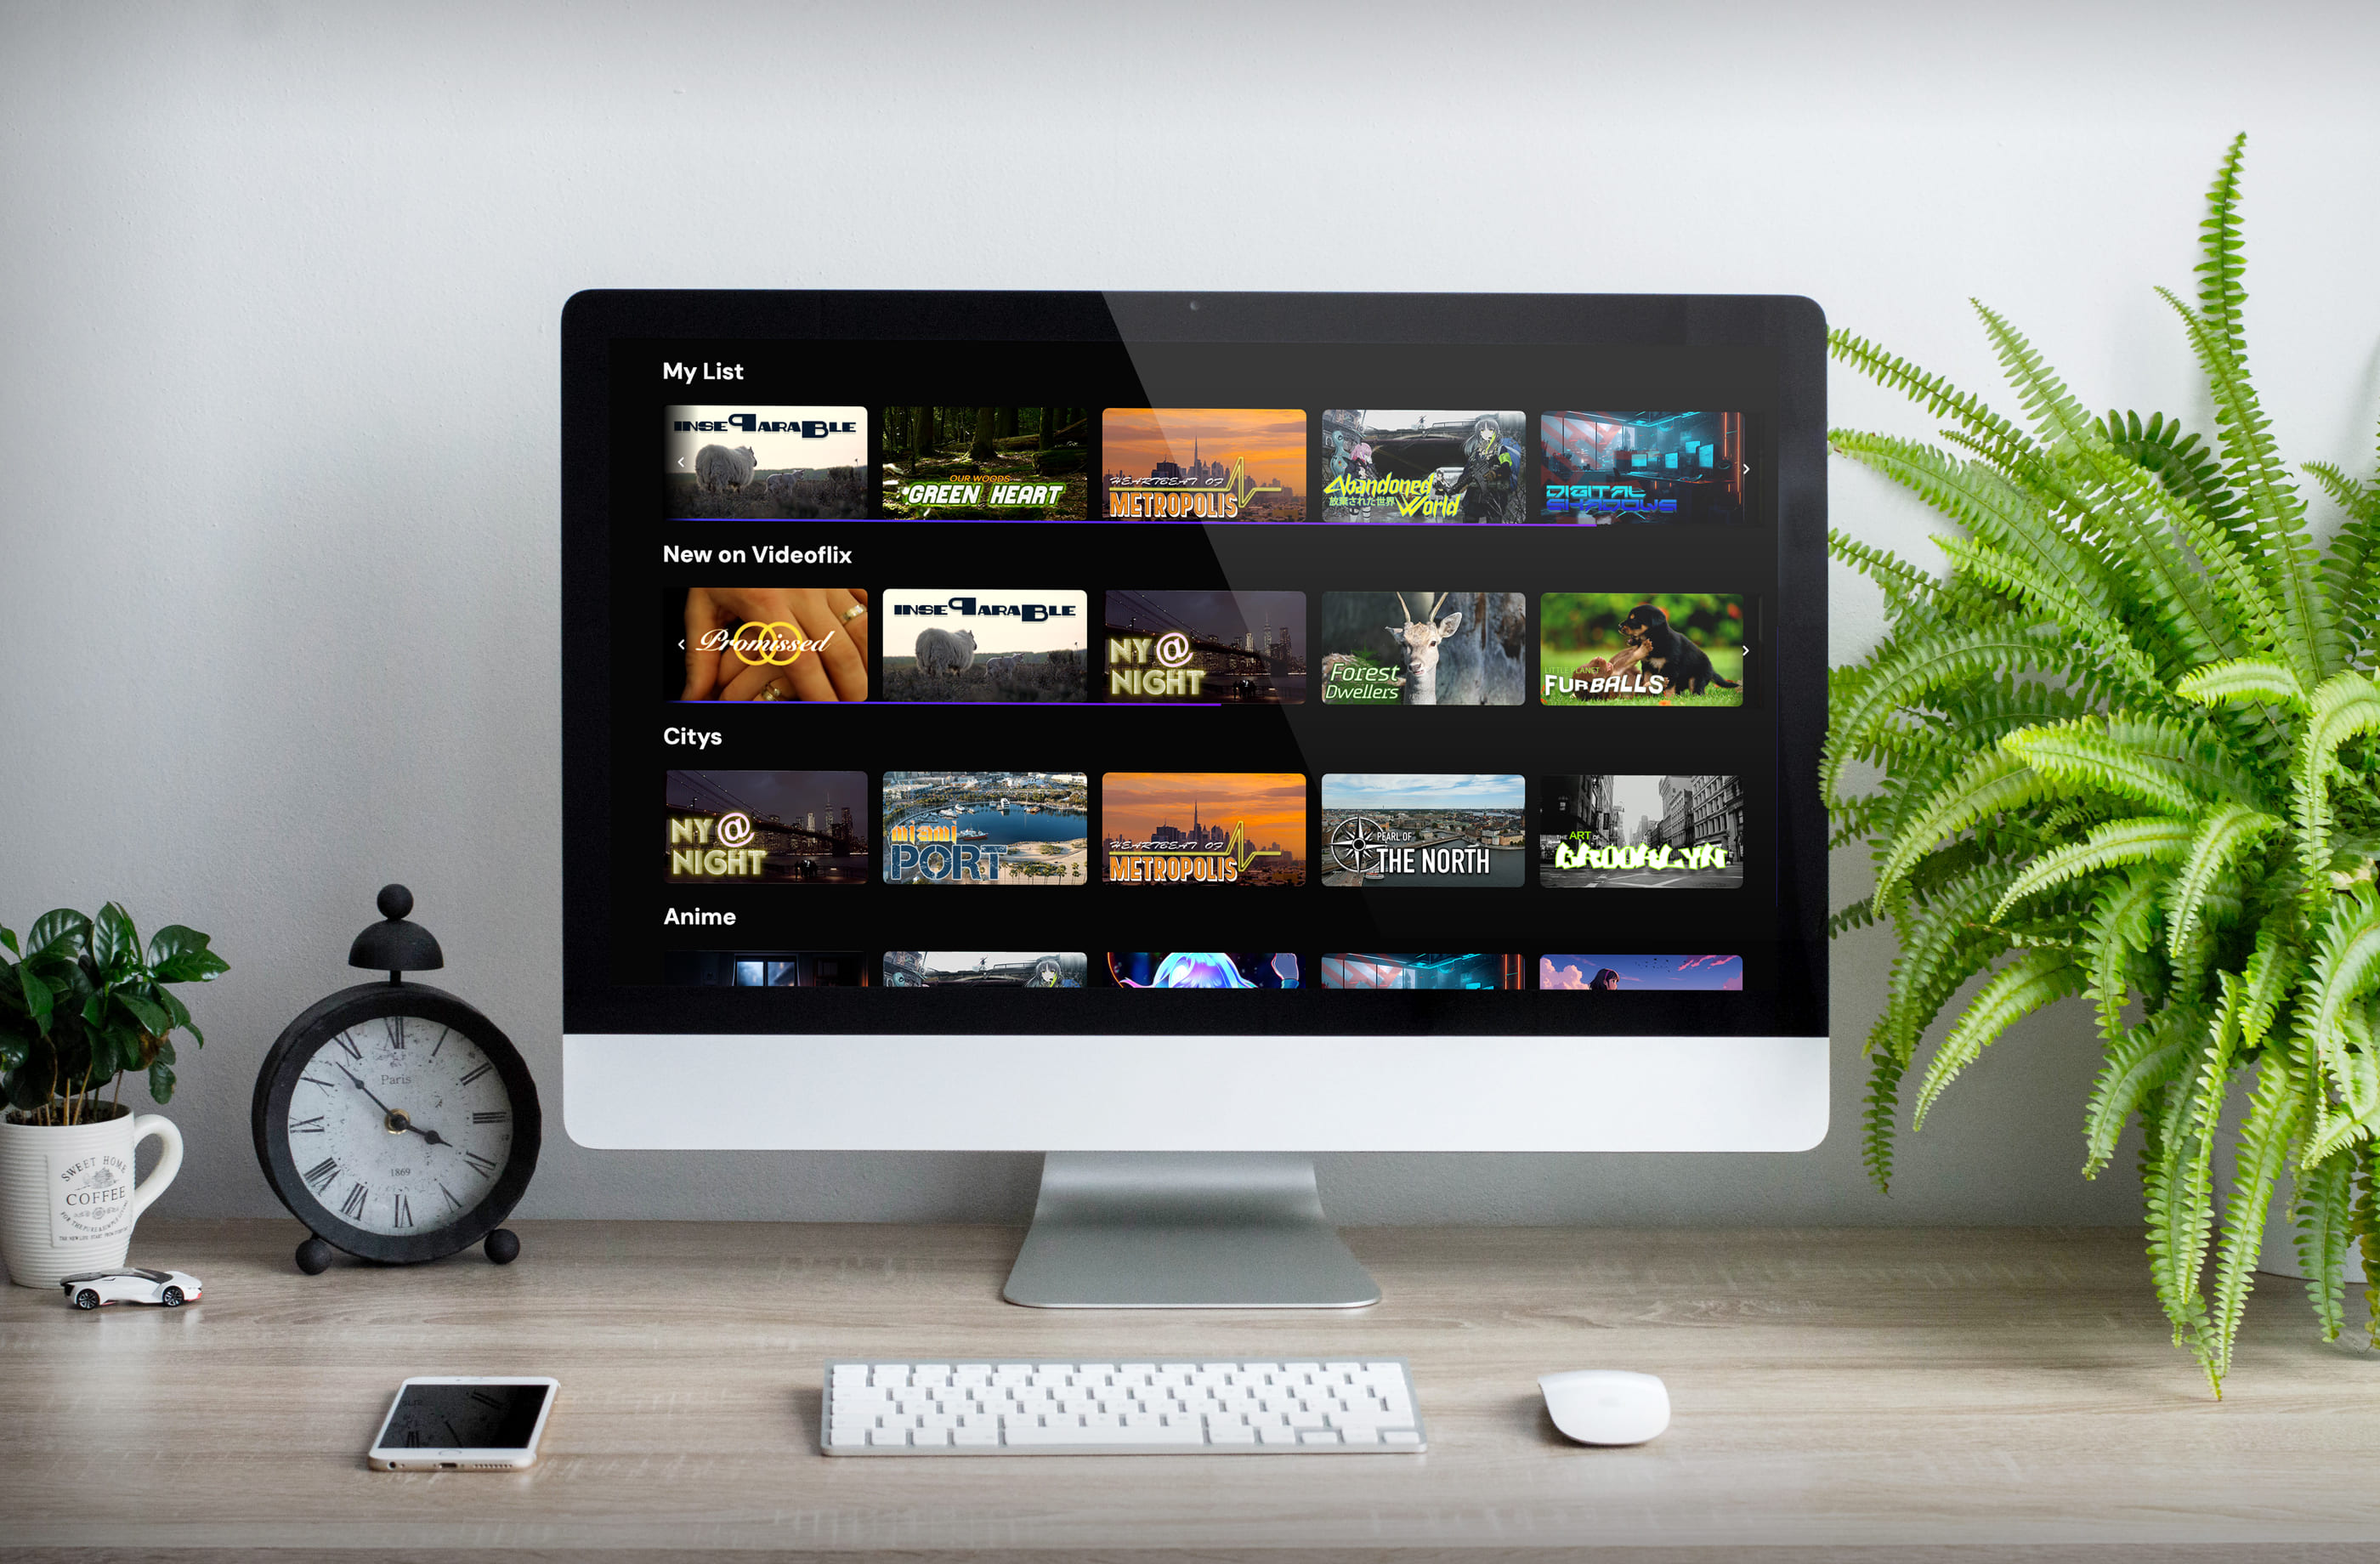 My List
INSEPARABLE
OUR WOODS
GREEN HEART
HEARTBEAT OF
METROPOLIS
Abandoned
放棄された世界
World
DIGITAL
SHADOWS
New on Videoflix
Promissed
INSEPARABLE
NY@
NIGHT
Forest
Dwellers
LITTLE PLANET
FURBALLS
Citys
NY@
NIGHT
miami
PORT
HEARTBEAT OF
METROPOLIS
PEARL OF
THE NORTH
THE ART OF
BROOKLYN
Anime
Paris
1869
SWEET HOME
COFFEE